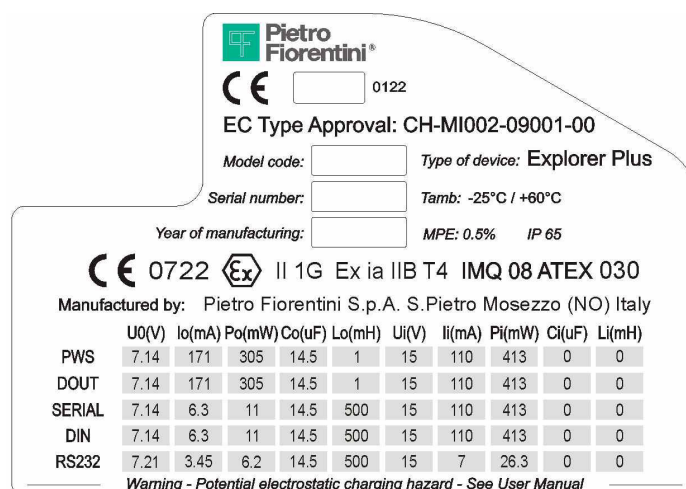 Pietro
Fiorentini®
CE 0122
EC Type Approval: CH-MI002-09001-00
Model code: Type of device: Explorer Plus
Serial number: Tamb: -25°C / +60°C
Year of manufacturing: MPE: 0.5% IP 65
CE 0722 Ex II 1G Ex ia IIB T4 IMQ 08 ATEX 030
Manufactured by: Pietro Fiorentini S.p.A. S.Pietro Mosezzo (NO) Italy
U0(V) Io(mA) Po(mW) Co(uF) Lo(mH) Ui(V) Ii(mA) Pi(mW) Ci(uF) Li(mH)
PWS 7.14 171 305 14.5 1 15 110 413 0 0
DOUT 7.14 171 305 14.5 1 15 110 413 0 0
SERIAL 7.14 6.3 11 14.5 500 15 110 413 0 0
DIN 7.14 6.3 11 14.5 500 15 110 413 0 0
RS232 7.21 3.45 6.2 14.5 500 15 7 26.3 0 0
Warning - Potential electrostatic charging hazard - See User Manual